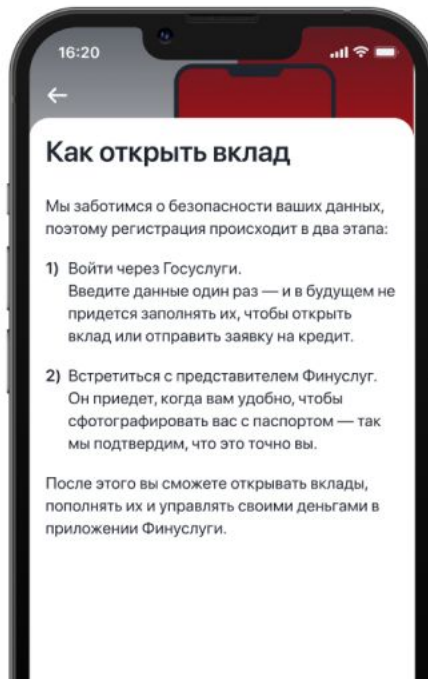 16:20
Как открыть вклад
Мы заботимся о безопасности ваших данных,
поэтому регистрация происходит в два этапа:
1) Войти через Госуслуги.
Введите данные один раз — и в будущем не
придется заполнять их, чтобы открыть
вклад или отправить заявку на кредит.
2) Встретиться с представителем Финуслуг.
Он приедет, когда вам удобно, чтобы
сфотографировать вас с паспортом — так
мы подтвердим, что это точно вы.
После этого вы сможете открывать вклады,
пополнять их и управлять своими деньгами в
приложении Финуслуги.